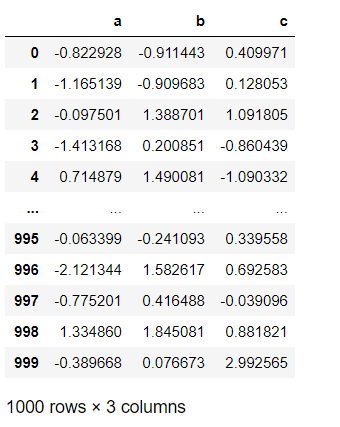 a b c
0 -0.822928 -0.911443 0.409971
1 -1.165139 -0.909683 0.128053
2 -0.097501 1.388701 1.091805
3 -1.413168 0.200851 -0.860439
4 0.714879 1.490081 -1.090332
... ... ... ...
995 -0.063399 -0.241093 0.339558
996 -2.121344 1.582617 0.692583
997 -0.775201 0.416488 -0.039096
998 1.334860 1.845081 0.881821
999 -0.389668 0.076673 2.992565
1000 rows × 3 columns